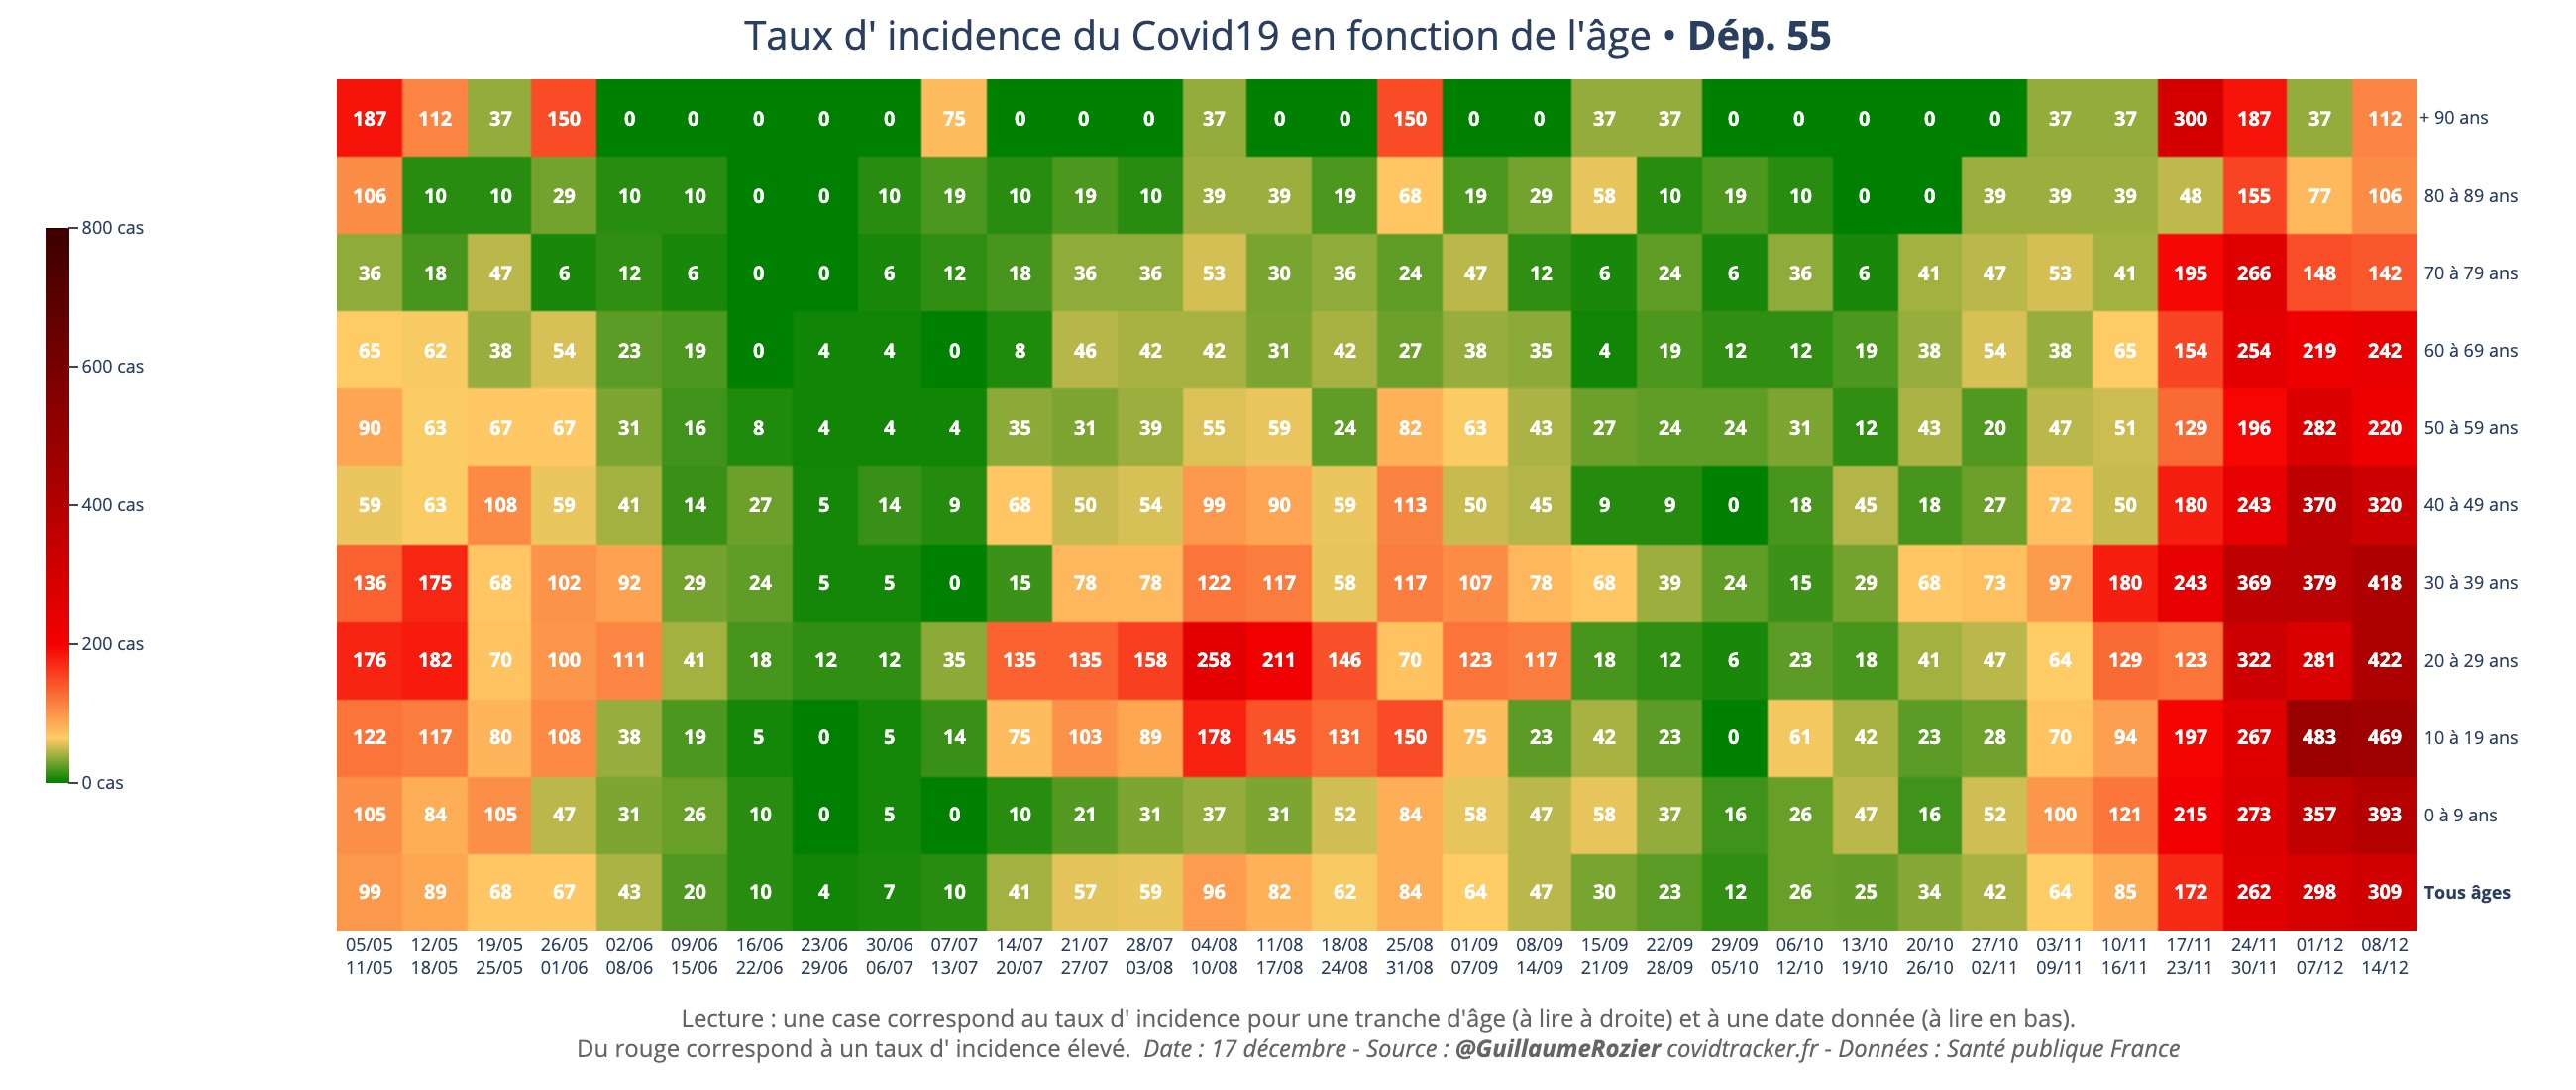 Taux d' incidence du Covid19 en fonction de l'âge • Dép. 55
187 112 37 150 0 0 0 0 0 75 0 0 0 37 0 0 150 0 0 37 37 0 0 0 0 0 37 37 300 187 37 112 + 90 ans
106 10 10 29 10 10 0 0 10 19 10 19 10 39 39 19 68 19 29 58 10 19 10 0 0 39 39 39 48 155 77 106 80 à 89 ans
800 cas
36 18 47 6 12 6 0 0 6 12 18 36 36 53 30 36 24 47 12 6 24 6 36 6 41 47 53 41 195 266 148 142 70 à 79 ans
65 62 38 54 23 19 0 4 4 0 8 46 42 42 31 42 27 38 35 4 19 12 12 19 38 54 38 65 154 254 219 242 60 à 69 ans
600 cas
90 63 67 67 31 16 8 4 4 4 35 31 39 55 59 24 82 63 43 27 24 24 31 12 43 20 47 51 129 196 282 220 50 à 59 ans
400 cas
59 63 108 59 41 14 27 5 14 9 68 50 54 99 90 59 113 50 45 9 9 0 18 45 18 27 72 50 180 243 370 320 40 à 49 ans
136 175 68 102 92 29 24 5 5 0 15 78 78 122 117 58 117 107 78 68 39 24 15 29 68 73 97 180 243 369 379 418 30 à 39 ans
200 cas
176 182 70 100 111 41 18 12 12 35 135 135 158 258 211 146 70 123 117 18 12 6 23 18 41 47 64 129 123 322 281 422 20 à 29 ans
122 117 80 108 38 19 5 0 5 14 75 103 89 178 145 131 150 75 23 42 23 0 61 42 23 28 70 94 197 267 483 469 10 à 19 ans
0 cas
105 84 105 47 31 26 10 0 5 0 10 21 31 37 31 52 84 58 47 58 37 16 26 47 16 52 100 121 215 273 357 393 0 à 9 ans
99 89 68 67 43 20 10 4 7 10 41 57 59 96 82 62 84 64 47 30 23 12 26 25 34 42 64 85 172 262 298 309 Tous âges
05/05 12/05 19/05 26/05 02/06 09/06 16/06 23/06 30/06 07/07 14/07 21/07 28/07 04/08 11/08 18/08 25/08 01/09 08/09 15/09 22/09 29/09 06/10 13/10 20/10 27/10 03/11 10/11 17/11 24/11 01/12 08/12
11/05 18/05 25/05 01/06 08/06 15/06 22/06 29/06 06/07 13/07 20/07 27/07 03/08 10/08 17/08 24/08 31/08 07/09 14/09 21/09 28/09 05/10 12/10 19/10 26/10 02/11 09/11 16/11 23/11 30/11 07/12 14/12
Lecture : une case correspond au taux d' incidence pour une tranche d'âge (à lire à droite) et à une date donnée (à lire en bas).
Du rouge correspond à un taux d' incidence élevé. Date : 17 décembre - Source : @GuillaumeRozier covidtracker.fr - Données : Santé publique France